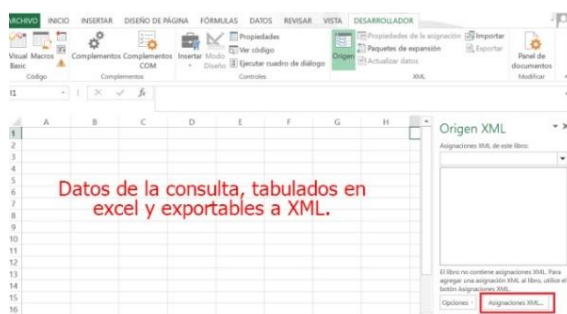 ARCHIVO INICIO INSERTAR DISEÑO DE PÁGINA FÓRMULAS DATOS REVISAR VISTA DESARROLLADOR
Visual Basic
Macros
Complementos
Complementos COM
Insertar
Modo Diseño
Propiedades
Ver código
Ejecutar cuadro de diálogo
Origen
Propiedades de la asignación
Paquetes de expansión
Actualizar datos
Importar
Exportar
Panel de documentos
Código Complementos Controles XML Modificar
I1 fx
A B C D E F G H
1
2
3
4
5
6
7
8
9
10
11
12
13
14
15
16
Datos de la consulta, tabulados en
excel y exportables a XML.
Origen XML
Asignaciones XML de este libro:
El libro no contiene asignaciones XML. Para
agregar una asignación XML al libro, utilice el
botón Asignaciones XML.
Opciones
Asignaciones XML...